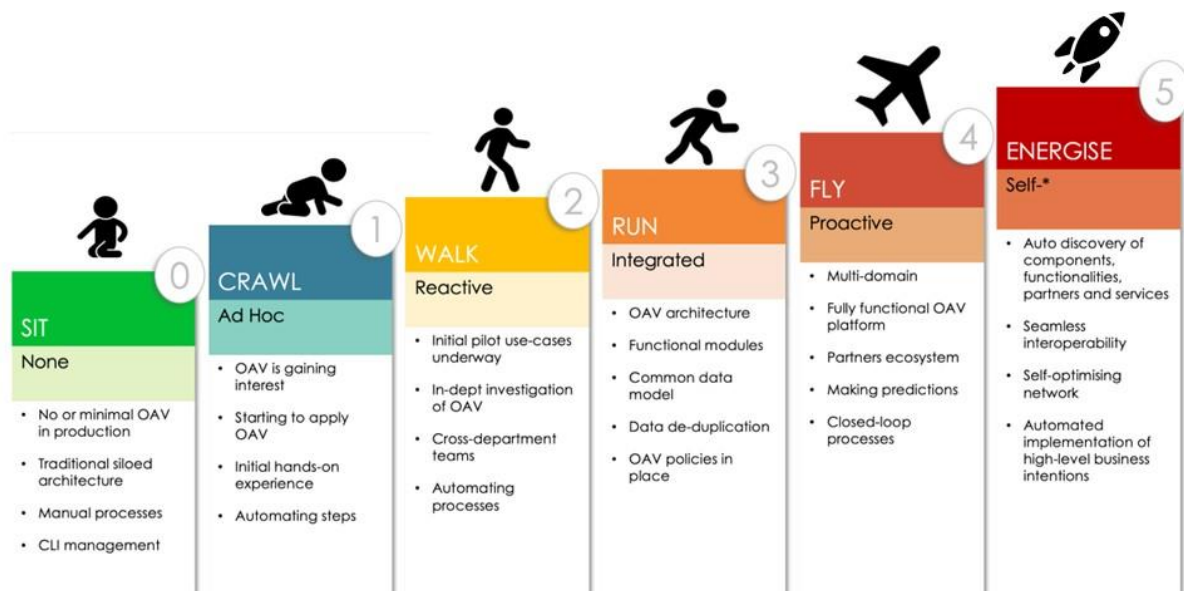 0
SIT
None
• No or minimal OAV
in production
• Traditional siloed
architecture
• Manual processes
• CLI management
1
CRAWL
Ad Hoc
• OAV is gaining
interest
• Starting to apply
OAV
• Initial hands-on
experience
• Automating steps
2
WALK
Reactive
• Initial pilot use-cases
underway
• In-dept investigation
of OAV
• Cross-department
teams
• Automating
processes
3
RUN
Integrated
• OAV architecture
• Functional modules
• Common data
model
• Data de-duplication
• OAV policies in
place
4
FLY
Proactive
• Multi-domain
• Fully functional OAV
platform
• Partners ecosystem
• Making predictions
• Closed-loop
processes
5
ENERGISE
Self-*
• Auto discovery of
components,
functionalities,
partners and services
• Seamless
interoperability
• Self-optimising
network
• Automated
implementation of
high-level business
intentions